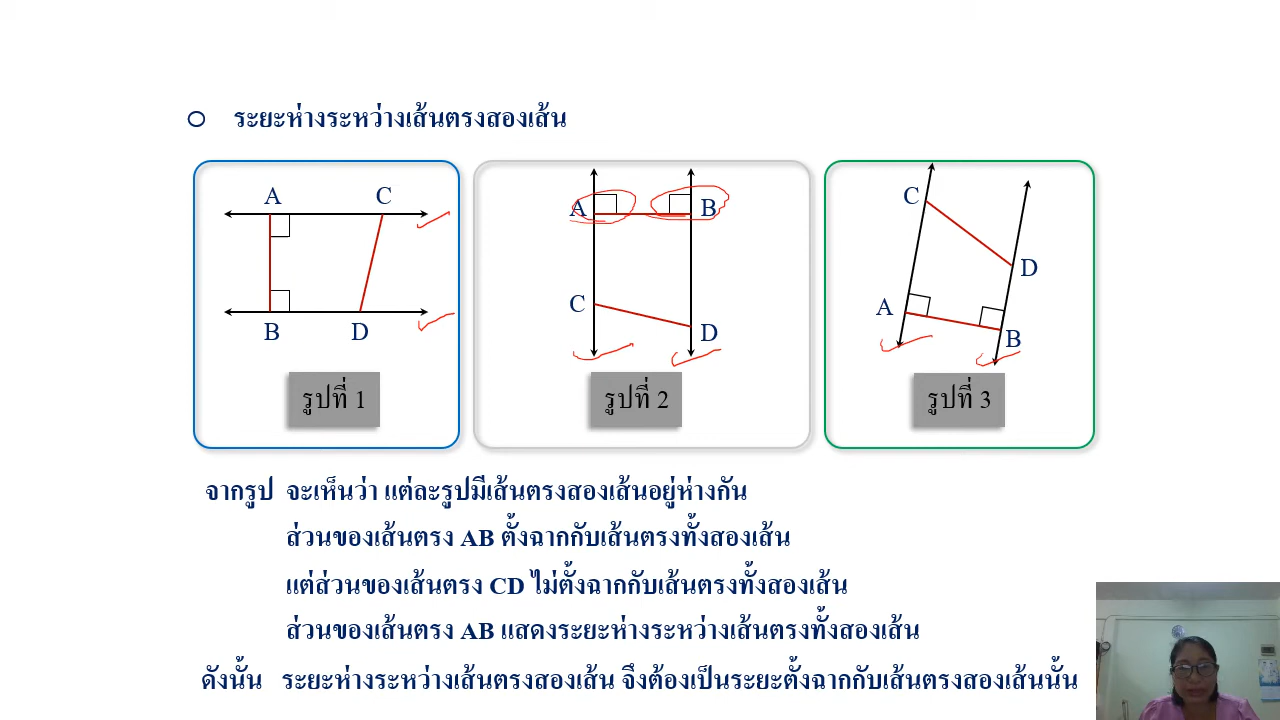 ระยะห่างระหว่างเส้นตรงสองเส้น
A C
B D
รูปที่ 1
A B
C
D
รูปที่ 2
C
D
A
B
รูปที่ 3
จากรูป จะเห็นว่า แต่ละรูปมีเส้นตรงสองเส้นอยู่ห่างกัน
ส่วนของเส้นตรง AB ตั้งฉากกับเส้นตรงทั้งสองเส้น
แต่ส่วนของเส้นตรง CD ไม่ตั้งฉากกับเส้นตรงทั้งสองเส้น
ส่วนของเส้นตรง AB แสดงระยะห่างระหว่างเส้นตรงทั้งสองเส้น
ดังนั้น ระยะห่างระหว่างเส้นตรงสองเส้น จึงต้องเป็นระยะตั้งฉากกับเส้นตรงสองเส้นนั้น